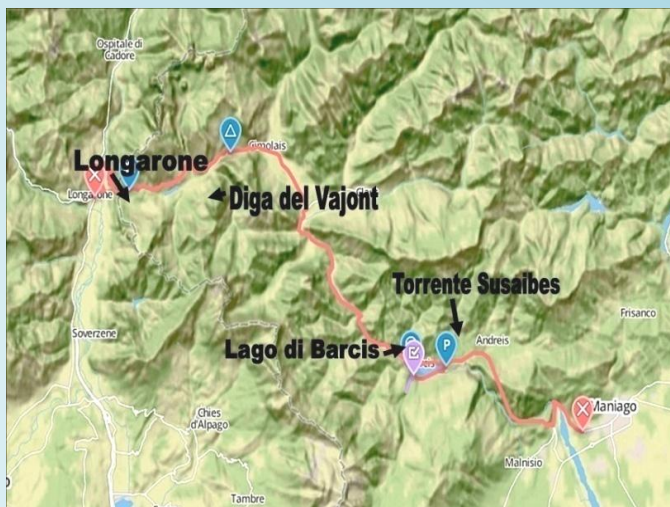 Ospitale di
Cadore
Longarone
Cimolais
Longarone
Diga del Vajont
Torrente Susaibes
Frisanco
Soverzene
Lago di Barcis
Andreis
P
Maniago
Chies
d'Alpago
Malnisio
Tambre